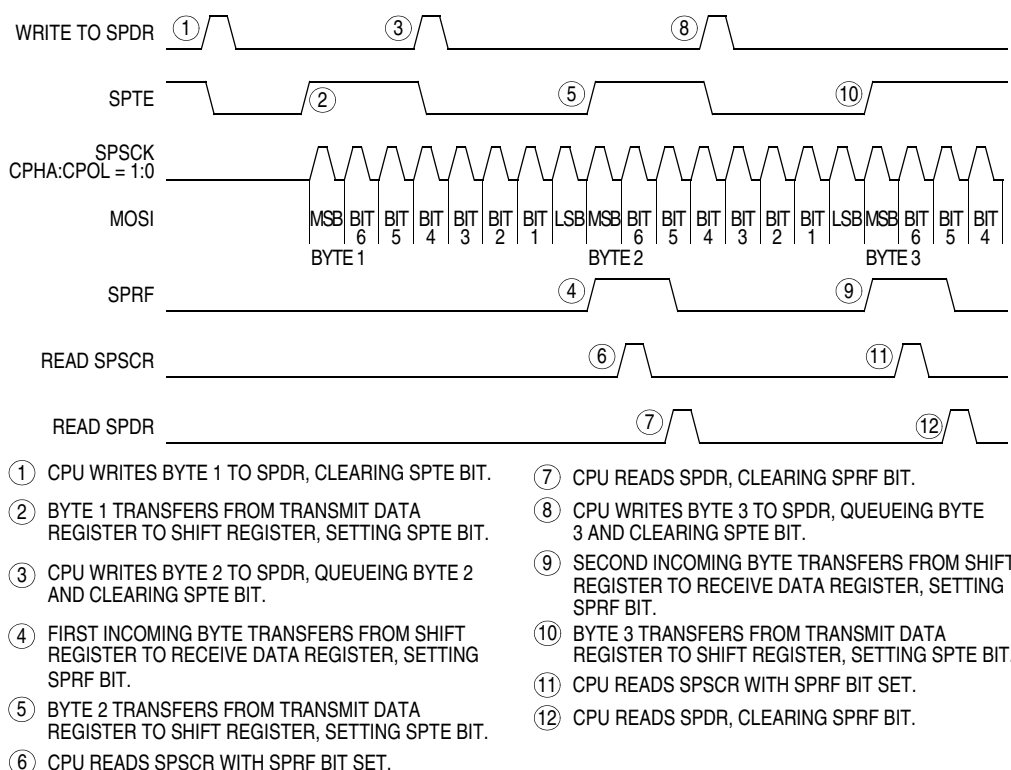 WRITE TO SPDR ① ③ ⑧
SPTE ② ⑤ ⑩
SPSCK
CPHA:CPOL = 1:0
MOSI MSB BIT 6 BIT 5 BIT 4 BIT 3 BIT 2 BIT 1 LSB MSB BIT 6 BIT 5 BIT 4 BIT 3 BIT 2 BIT 1 LSB MSB BIT 6 BIT 5 BIT 4
BYTE 1 BYTE 2 BYTE 3
SPRF ④ ⑨
READ SPSCR ⑥ ⑪
READ SPDR ⑦ ⑫
① CPU WRITES BYTE 1 TO SPDR, CLEARING SPTE BIT.
② BYTE 1 TRANSFERS FROM TRANSMIT DATA
REGISTER TO SHIFT REGISTER, SETTING SPTE BIT.
③ CPU WRITES BYTE 2 TO SPDR, QUEUEING BYTE 2
AND CLEARING SPTE BIT.
④ FIRST INCOMING BYTE TRANSFERS FROM SHIFT
REGISTER TO RECEIVE DATA REGISTER, SETTING
SPRF BIT.
⑤ BYTE 2 TRANSFERS FROM TRANSMIT DATA
REGISTER TO SHIFT REGISTER, SETTING SPTE BIT.
⑥ CPU READS SPSCR WITH SPRF BIT SET.
⑦ CPU READS SPDR, CLEARING SPRF BIT.
⑧ CPU WRITES BYTE 3 TO SPDR, QUEUEING BYTE
3 AND CLEARING SPTE BIT.
⑨ SECOND INCOMING BYTE TRANSFERS FROM SHIFT
REGISTER TO RECEIVE DATA REGISTER, SETTING
SPRF BIT.
⑩ BYTE 3 TRANSFERS FROM TRANSMIT DATA
REGISTER TO SHIFT REGISTER, SETTING SPTE BIT.
⑪ CPU READS SPSCR WITH SPRF BIT SET.
⑫ CPU READS SPDR, CLEARING SPRF BIT.